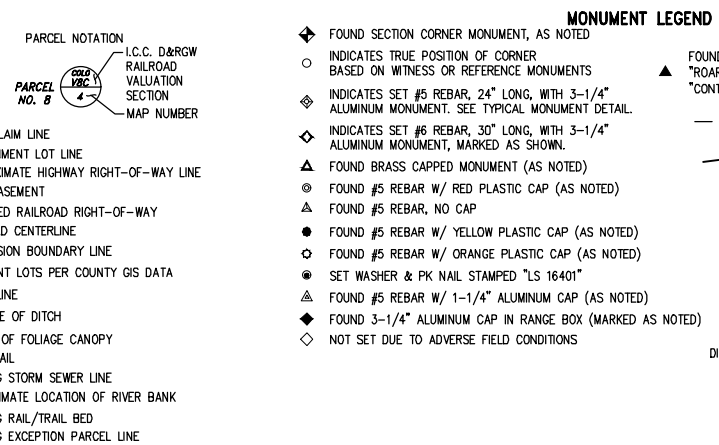 MONUMENT LEGEND
PARCEL NOTATION
I.C.C. D&RGW
RAILROAD
VALUATION
SECTION
MAP NUMBER
COLO
V8C
4
PARCEL
NO. 8
LAIM LINE
MENT LOT LINE
XIMATE HIGHWAY RIGHT-OF-WAY LINE
ASEMENT
ED RAILROAD RIGHT-OF-WAY
D CENTERLINE
SION BOUNDARY LINE
NT LOTS PER COUNTY GIS DATA
LINE
E OF DITCH
OF FOLIAGE CANOPY
AIL
G STORM SEWER LINE
IMATE LOCATION OF RIVER BANK
G RAIL/TRAIL BED
G EXCEPTION PARCEL LINE
FOUND SECTION CORNER MONUMENT, AS NOTED
INDICATES TRUE POSITION OF CORNER
BASED ON WITNESS OR REFERENCE MONUMENTS
INDICATES SET #5 REBAR, 24" LONG, WITH 3-1/4"
ALUMINUM MONUMENT. SEE TYPICAL MONUMENT DETAIL.
INDICATES SET #6 REBAR, 30" LONG, WITH 3-1/4"
ALUMINUM MONUMENT, MARKED AS SHOWN.
FOUND BRASS CAPPED MONUMENT (AS NOTED)
FOUND #5 REBAR W/ RED PLASTIC CAP (AS NOTED)
FOUND #5 REBAR, NO CAP
FOUND #5 REBAR W/ YELLOW PLASTIC CAP (AS NOTED)
FOUND #5 REBAR W/ ORANGE PLASTIC CAP (AS NOTED)
SET WASHER & PK NAIL STAMPED "LS 16401"
FOUND #5 REBAR W/ 1-1/4" ALUMINUM CAP (AS NOTED)
FOUND 3-1/4" ALUMINUM CAP IN RANGE BOX (MARKED AS NOTED)
NOT SET DUE TO ADVERSE FIELD CONDITIONS
FOUND
"ROAR
"CONT
DI